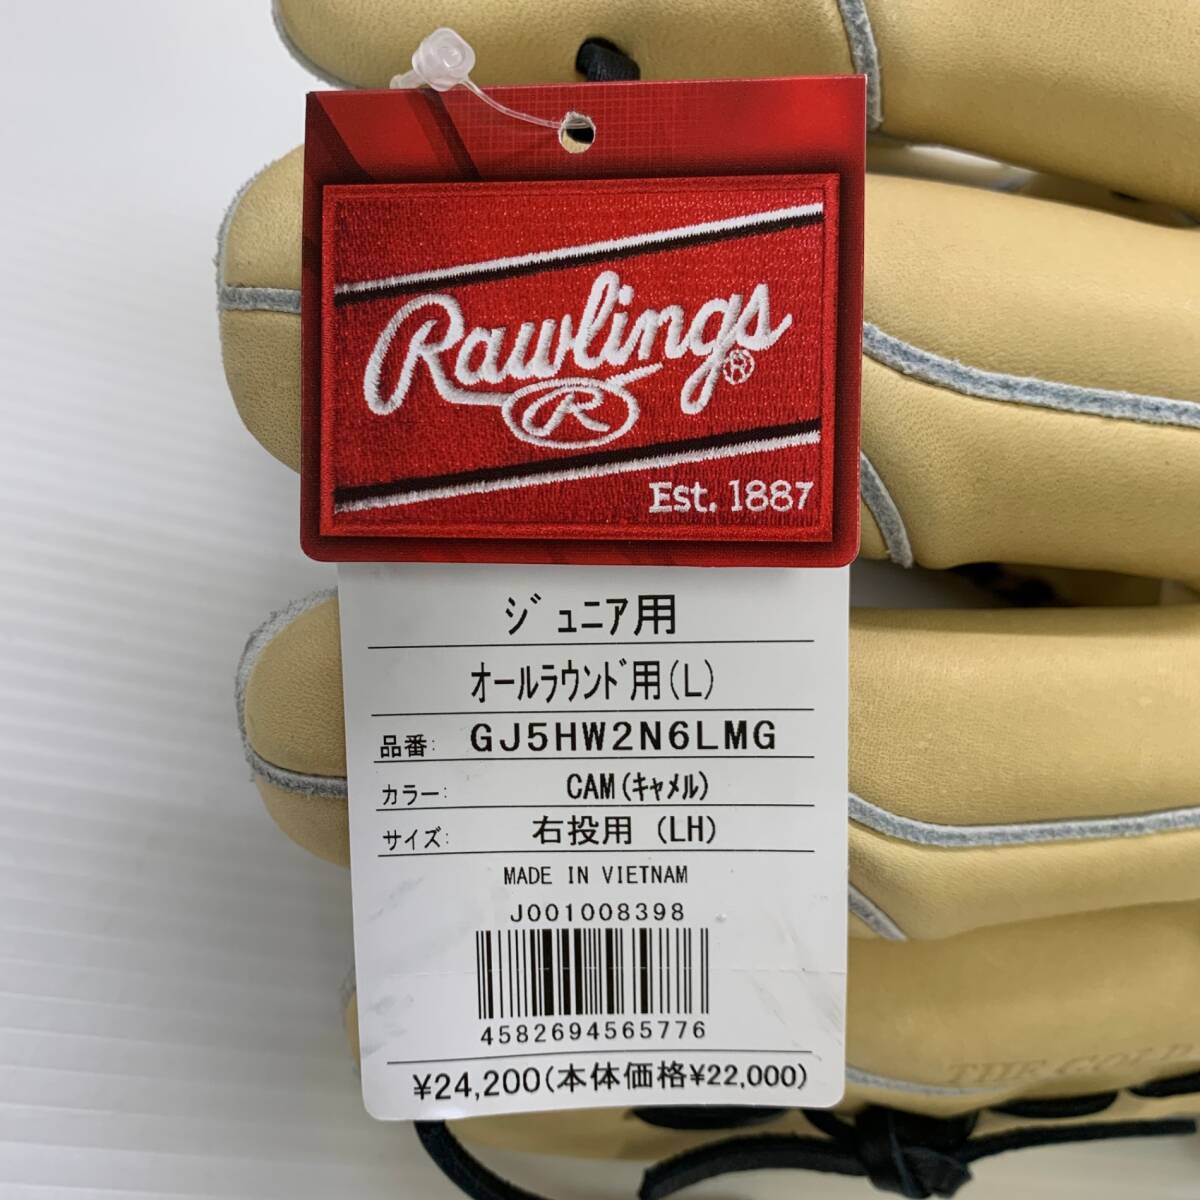 Rawlings®
R
Est. 1887
ジュニア用
オールラウンド用(L)
品番: GJ5HW2N6LMG
カラー: CAM(キャメル)
サイズ: 右投用 (LH)
MADE IN VIETNAM
J001008398
4582694565776
¥24,200(本体価格¥22,000)
THE GOLD